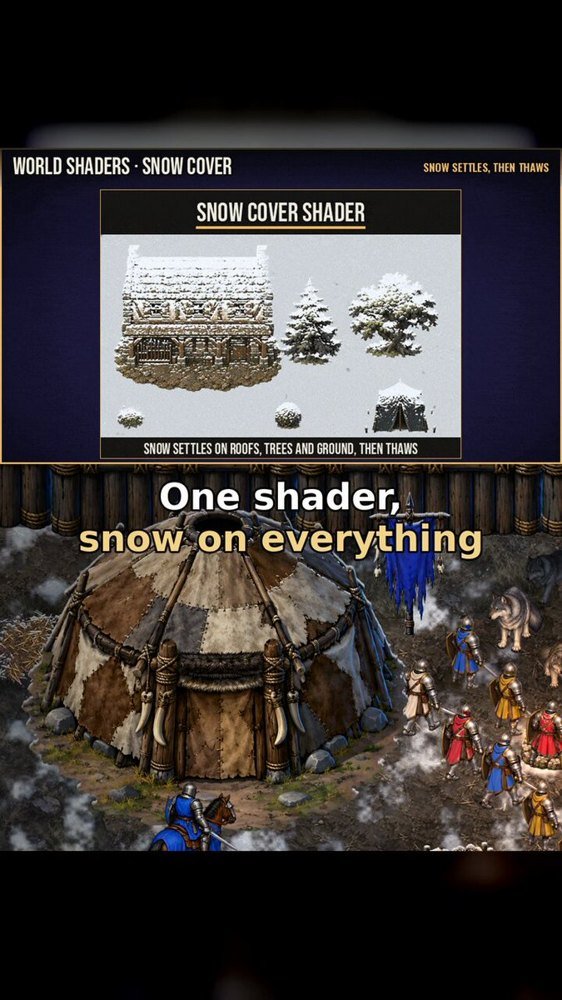 WORLD SHADERS · SNOW COVER
SNOW SETTLES, THEN THAWS
SNOW COVER SHADER
SNOW SETTLES ON ROOFS, TREES AND GROUND, THEN THAWS
One shader,
snow on everything